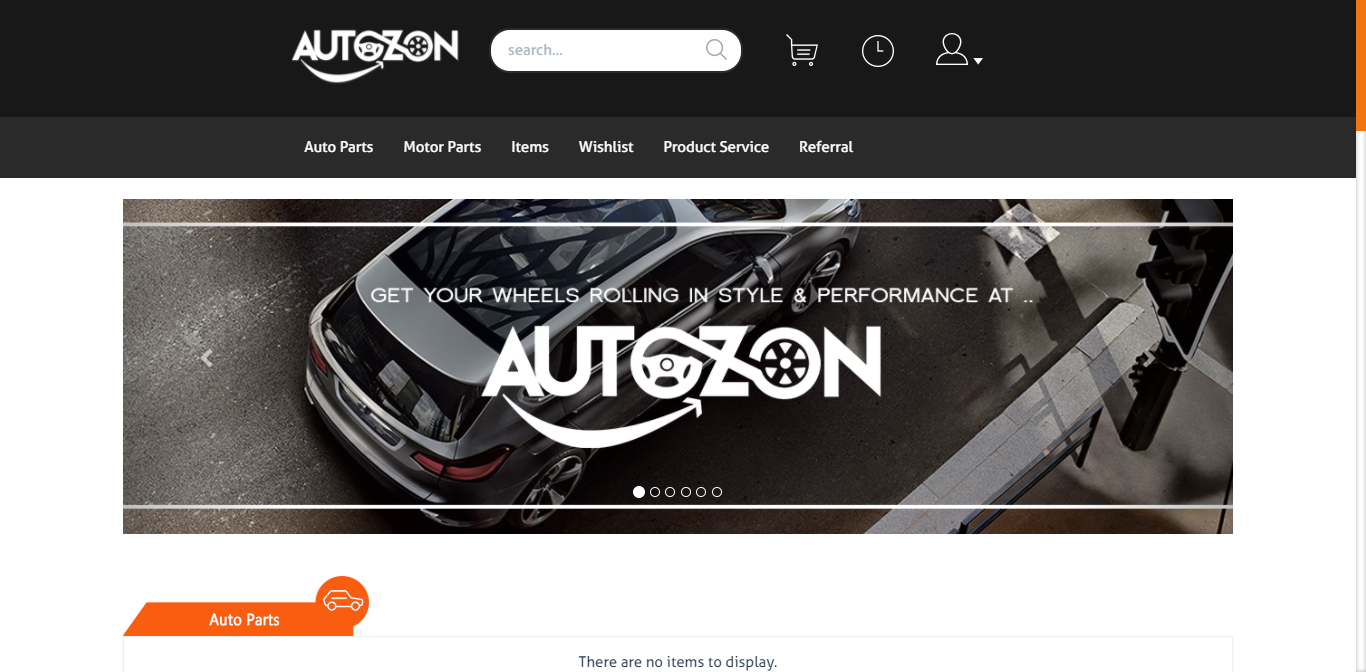 AUTOZON
search...
Auto Parts
Motor Parts
Items
Wishlist
Product Service
Referral
GET YOUR WHEELS ROLLING IN STYLE & PERFORMANCE AT ..
AUTOZON
Auto Parts
There are no items to display.